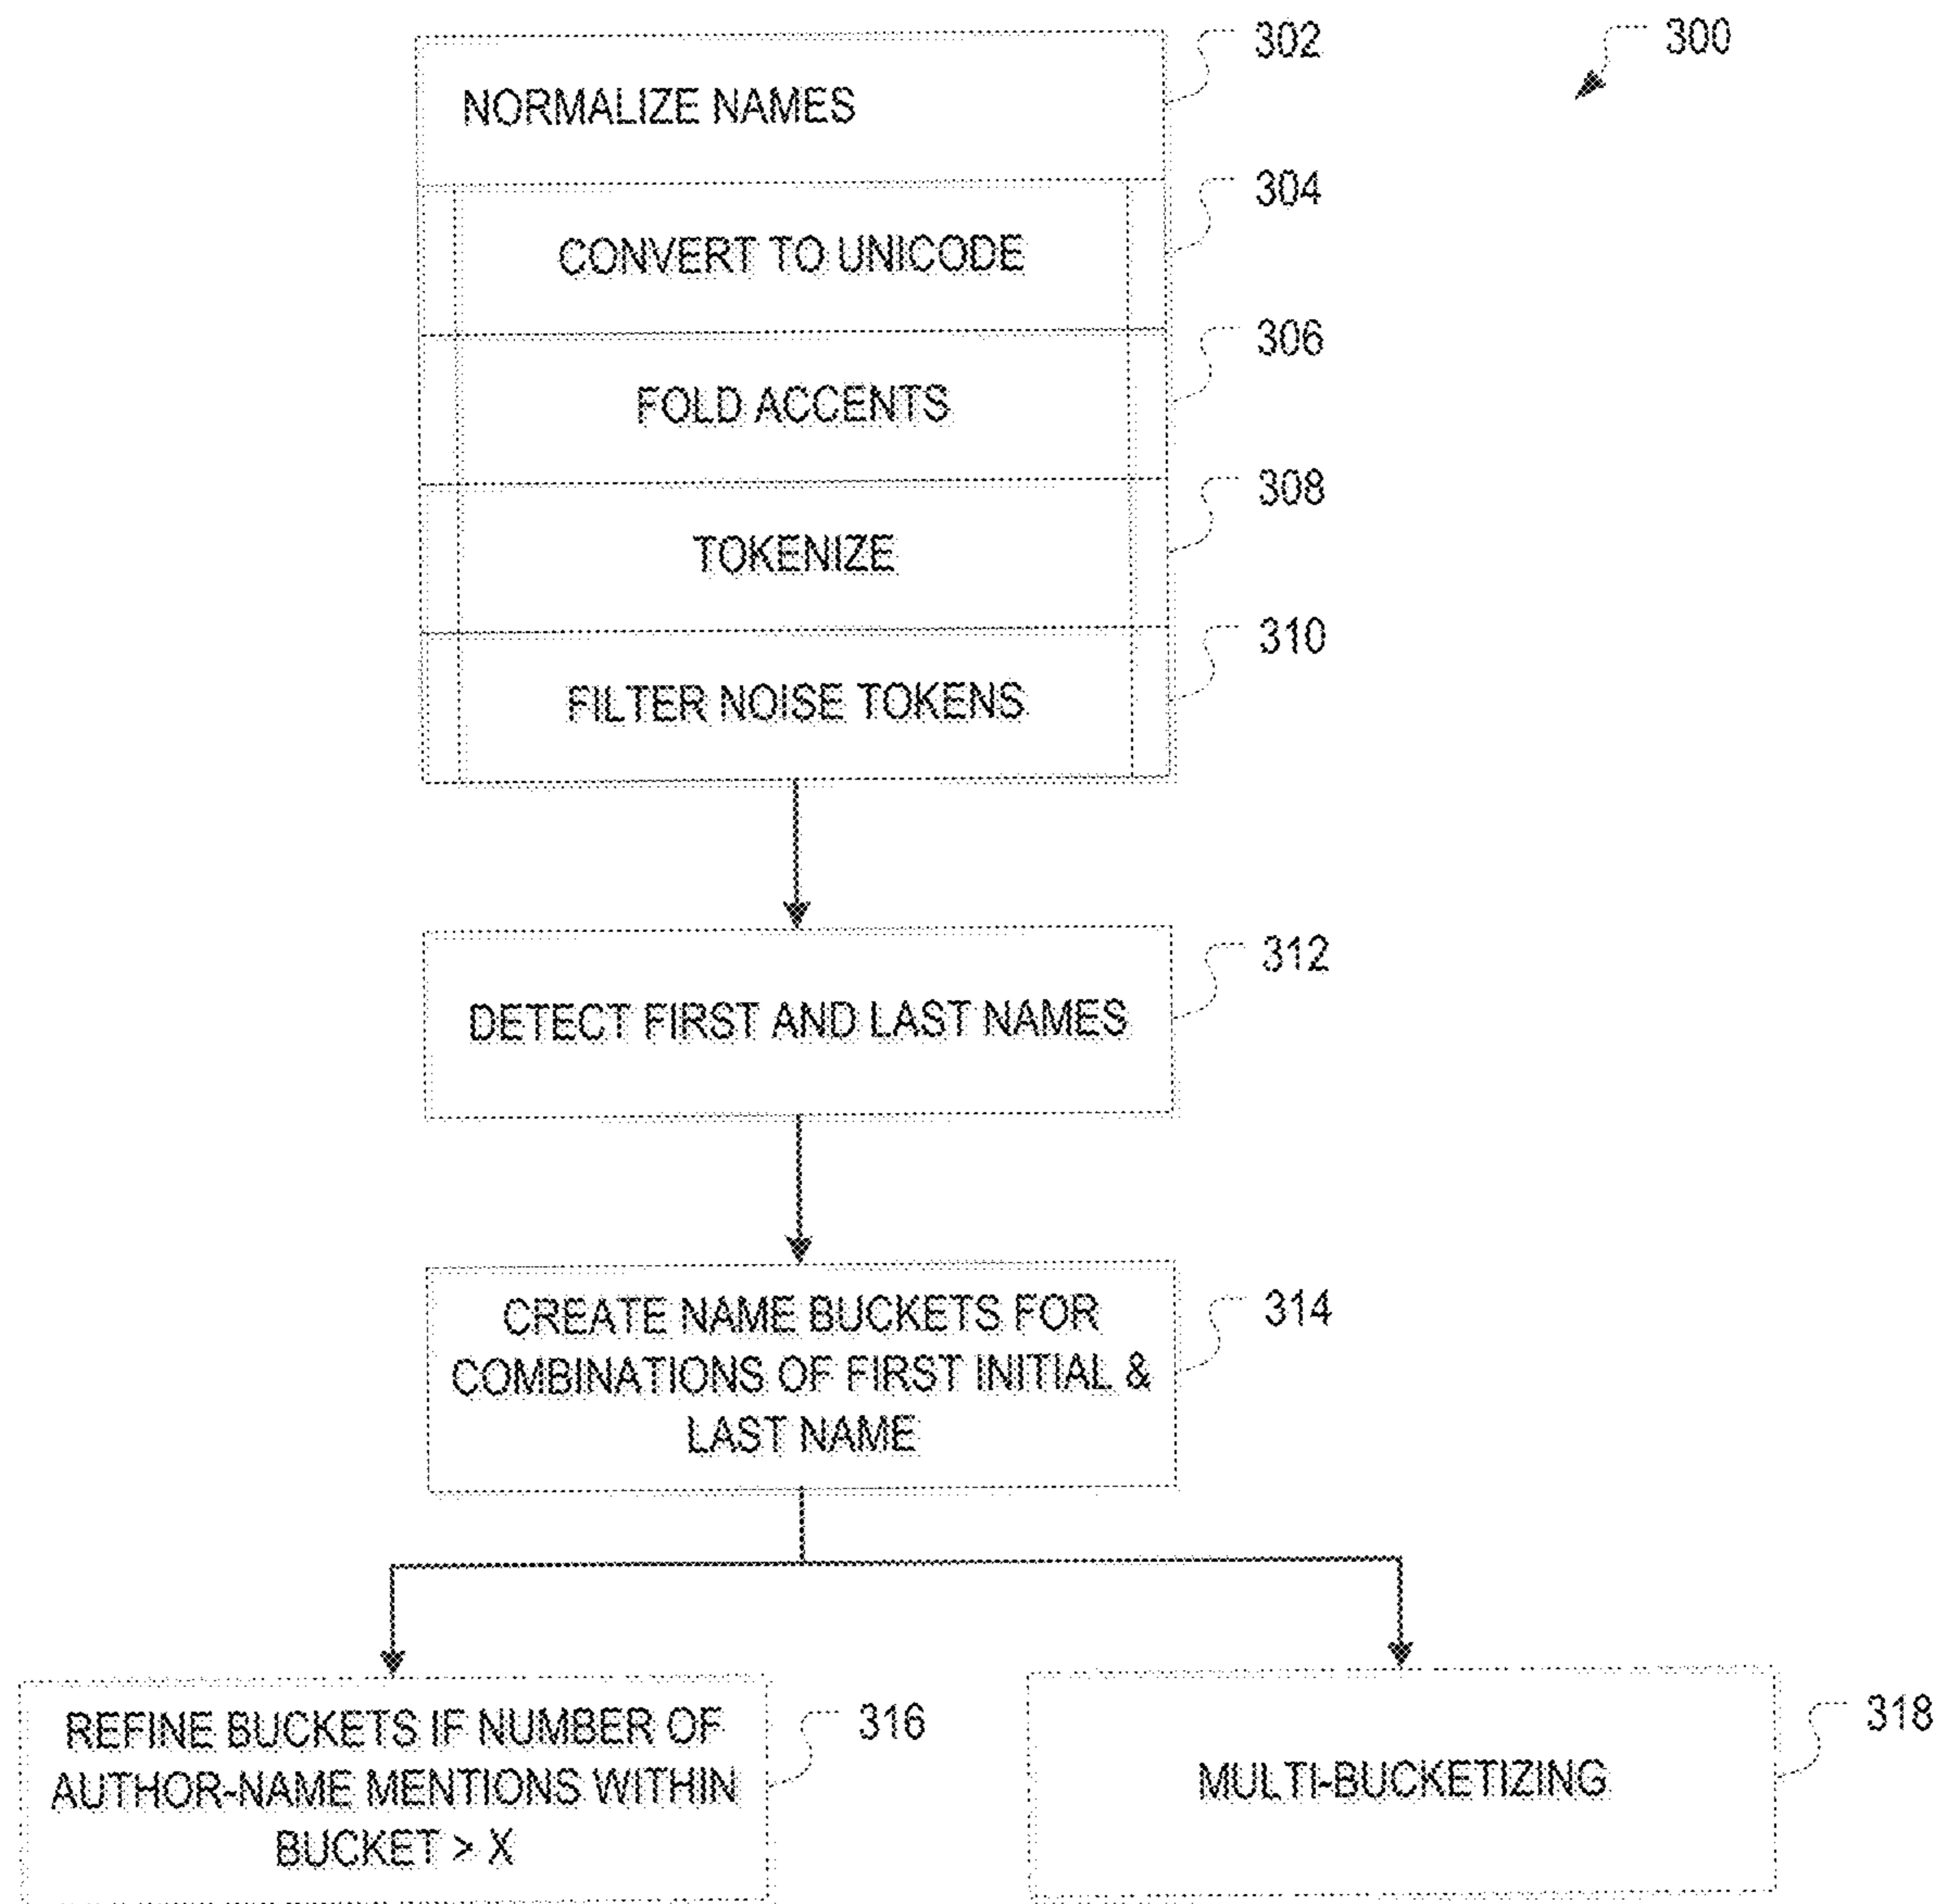 300
302
NORMALIZE NAMES
304
CONVERT TO UNICODE
306
FOLD ACCENTS
308
TOKENIZE
310
FILTER NOISE TOKENS
312
DETECT FIRST AND LAST NAMES
314
CREATE NAME BUCKETS FOR
COMBINATIONS OF FIRST INITIAL &
LAST NAME
316
REFINE BUCKETS IF NUMBER OF
AUTHOR-NAME MENTIONS WITHIN
BUCKET > X
318
MULTI-BUCKETIZING